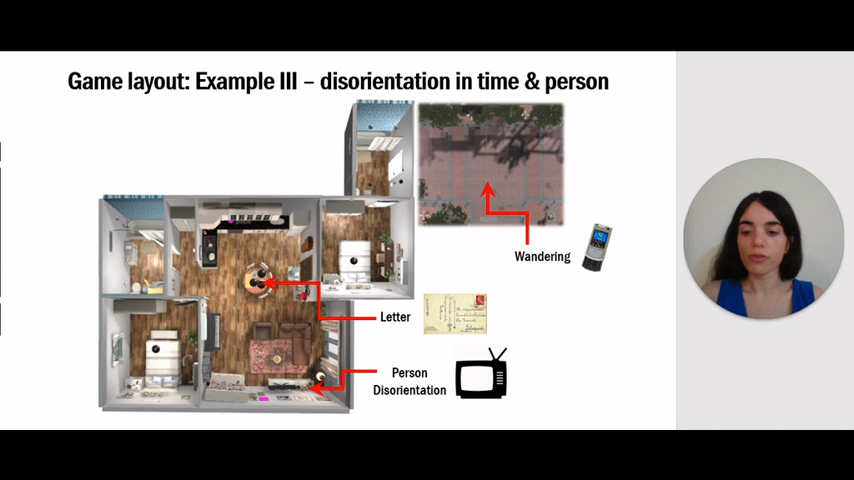 Game layout: Example III – disorientation in time & person
Wandering
Letter
Person
Disorientation